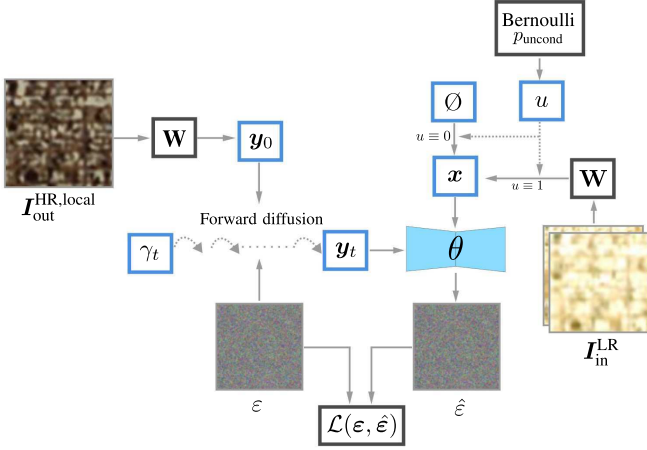 Bernoulli
p_uncond
∅
u
u ≡ 0
W
y_0
x
u ≡ 1
W
I_out^HR,local
Forward diffusion
γ_t
y_t
θ
I_in^LR
ε
ε̂
ℒ(ε, ε̂)